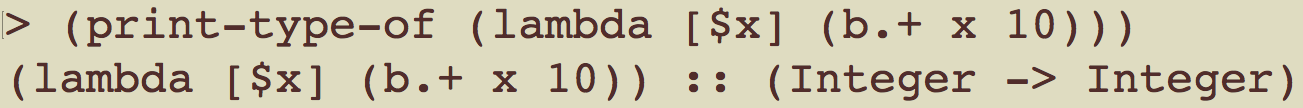 > (print-type-of (lambda [$x] (b.+ x 10)))
(lambda [$x] (b.+ x 10)) :: (Integer -> Integer)